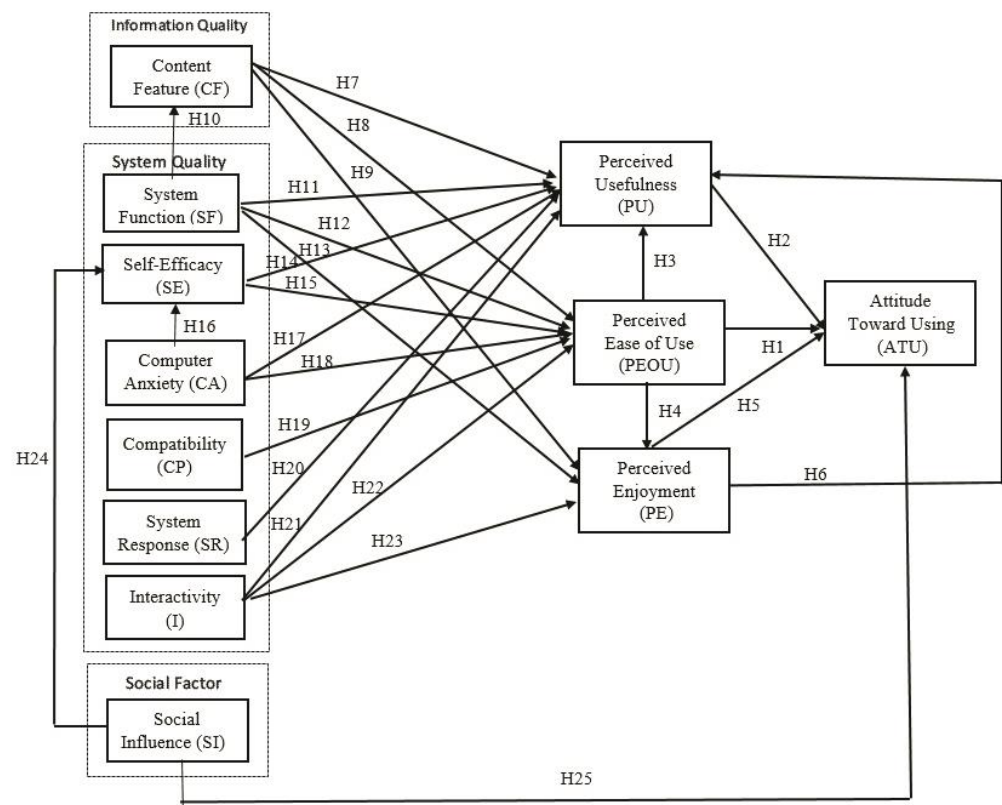 Information Quality
Content
Feature (CF)
H7
H8
H10
H9
System Quality
System
Function (SF)
H11
H12
H13
H14
H15
Self-Efficacy
(SE)
H16
Computer
Anxiety (CA)
H17
H18
Compatibility
(CP)
H19
H20
System
Response (SR)
H21
H22
Interactivity
(I)
H23
H24
Social Factor
Social
Influence (SI)
H25
Perceived
Usefulness
(PU)
H2
H3
Perceived
Ease of Use
(PEOU)
H1
H4
H5
Perceived
Enjoyment
(PE)
H6
Attitude
Toward Using
(ATU)